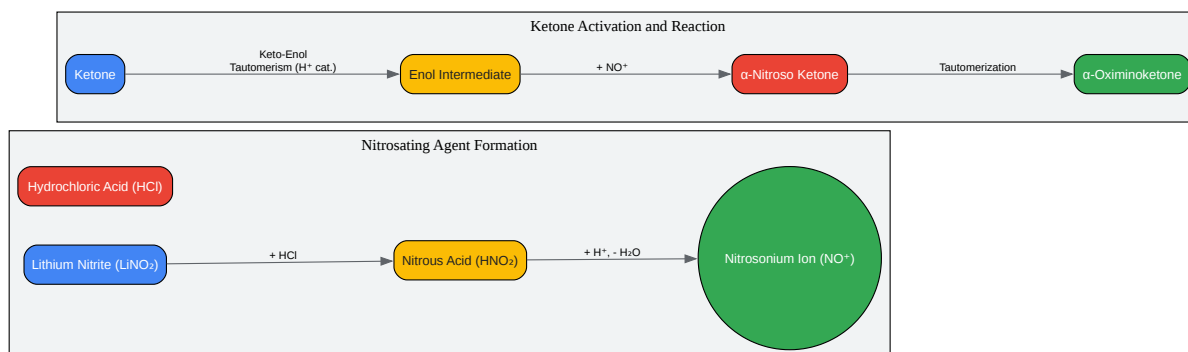 Ketone Activation and Reaction
Ketone
Keto-Enol
Tautomerism (H⁺ cat.)
Enol Intermediate
+ NO⁺
α-Nitroso Ketone
Tautomerization
α-Oximinoketone
Nitrosating Agent Formation
Hydrochloric Acid (HCl)
Lithium Nitrite (LiNO₂)
+ HCl
Nitrous Acid (HNO₂)
+ H⁺, - H₂O
Nitrosonium Ion (NO⁺)